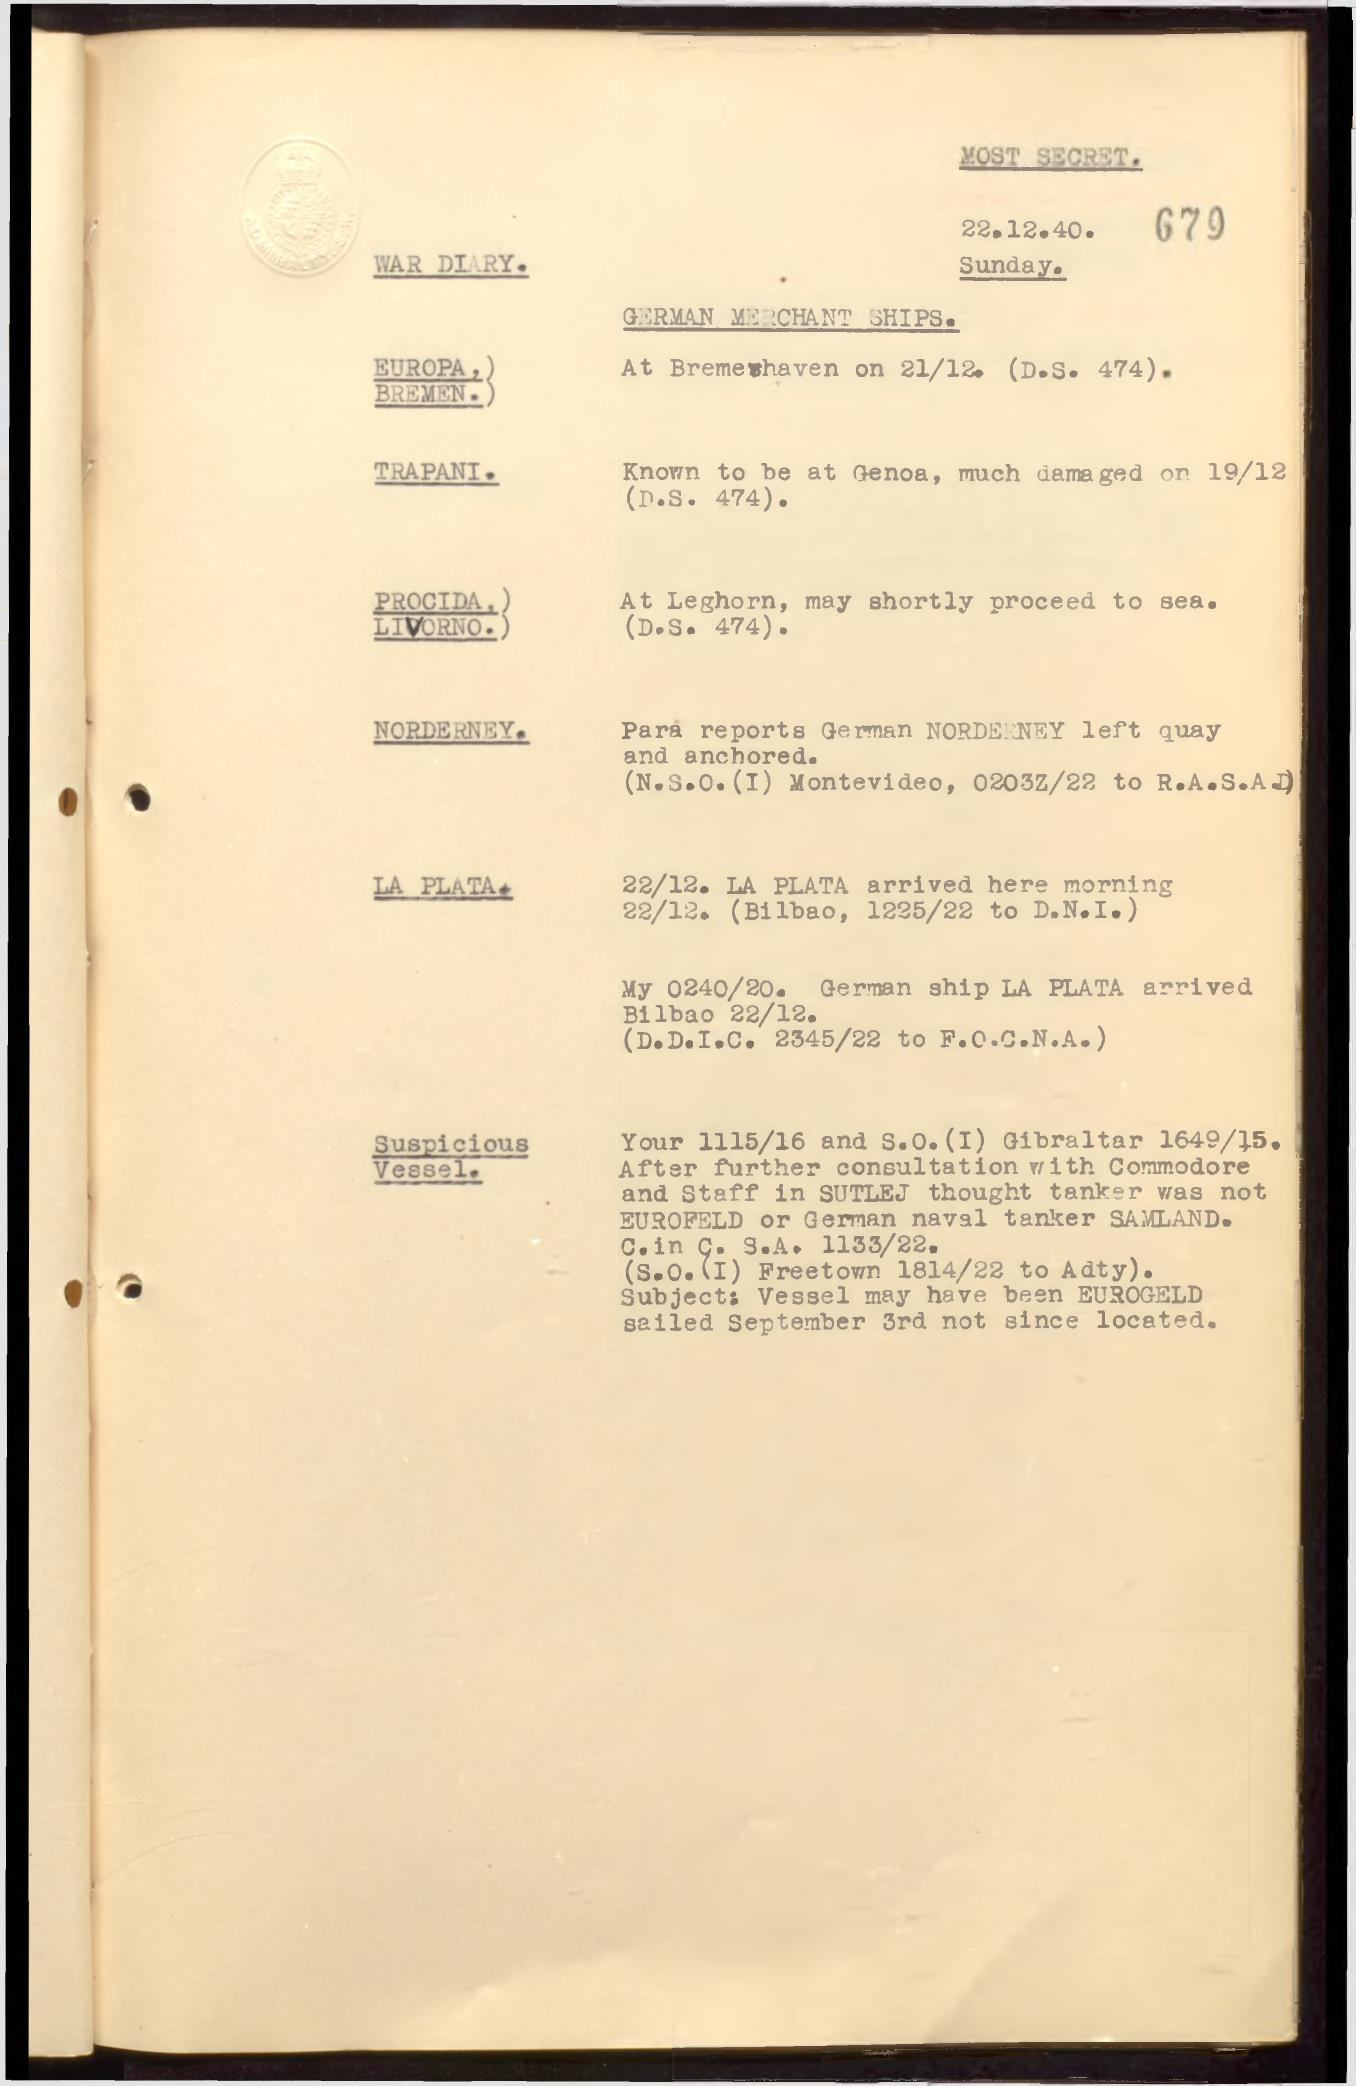 MOST SECRET.
22.12.40. 679
Sunday.
WAR DIARY.
GERMAN MERCHANT SHIPS.
EUROPA,) At Bremerhaven on 21/12. (D.S. 474).
BREMEN.)
TRAPANI. Known to be at Genoa, much damaged on 19/12
(D.S. 474).
PROCIDA,) At Leghorn, may shortly proceed to sea.
LIVORNO.) (D.S. 474).
NORDERNEY. Para reports German NORDERNEY left quay
and anchored.
(N.S.O.(I) Montevideo, 0203Z/22 to R.A.S.A.D)
LA PLATA. 22/12. LA PLATA arrived here morning
22/12. (Bilbao, 1225/22 to D.N.I.)
My 0240/20. German ship LA PLATA arrived
Bilbao 22/12.
(D.D.I.C. 2345/22 to F.O.C.N.A.)
Suspicious Your 1115/16 and S.O.(I) Gibraltar 1649/15.
Vessel. After further consultation with Commodore
and Staff in SUTLEJ thought tanker was not
EUROFELD or German naval tanker SAMLAND.
C.in C. S.A. 1133/22.
(S.O.(I) Freetown 1814/22 to Adty).
Subject: Vessel may have been EUROGELD
sailed September 3rd not since located.